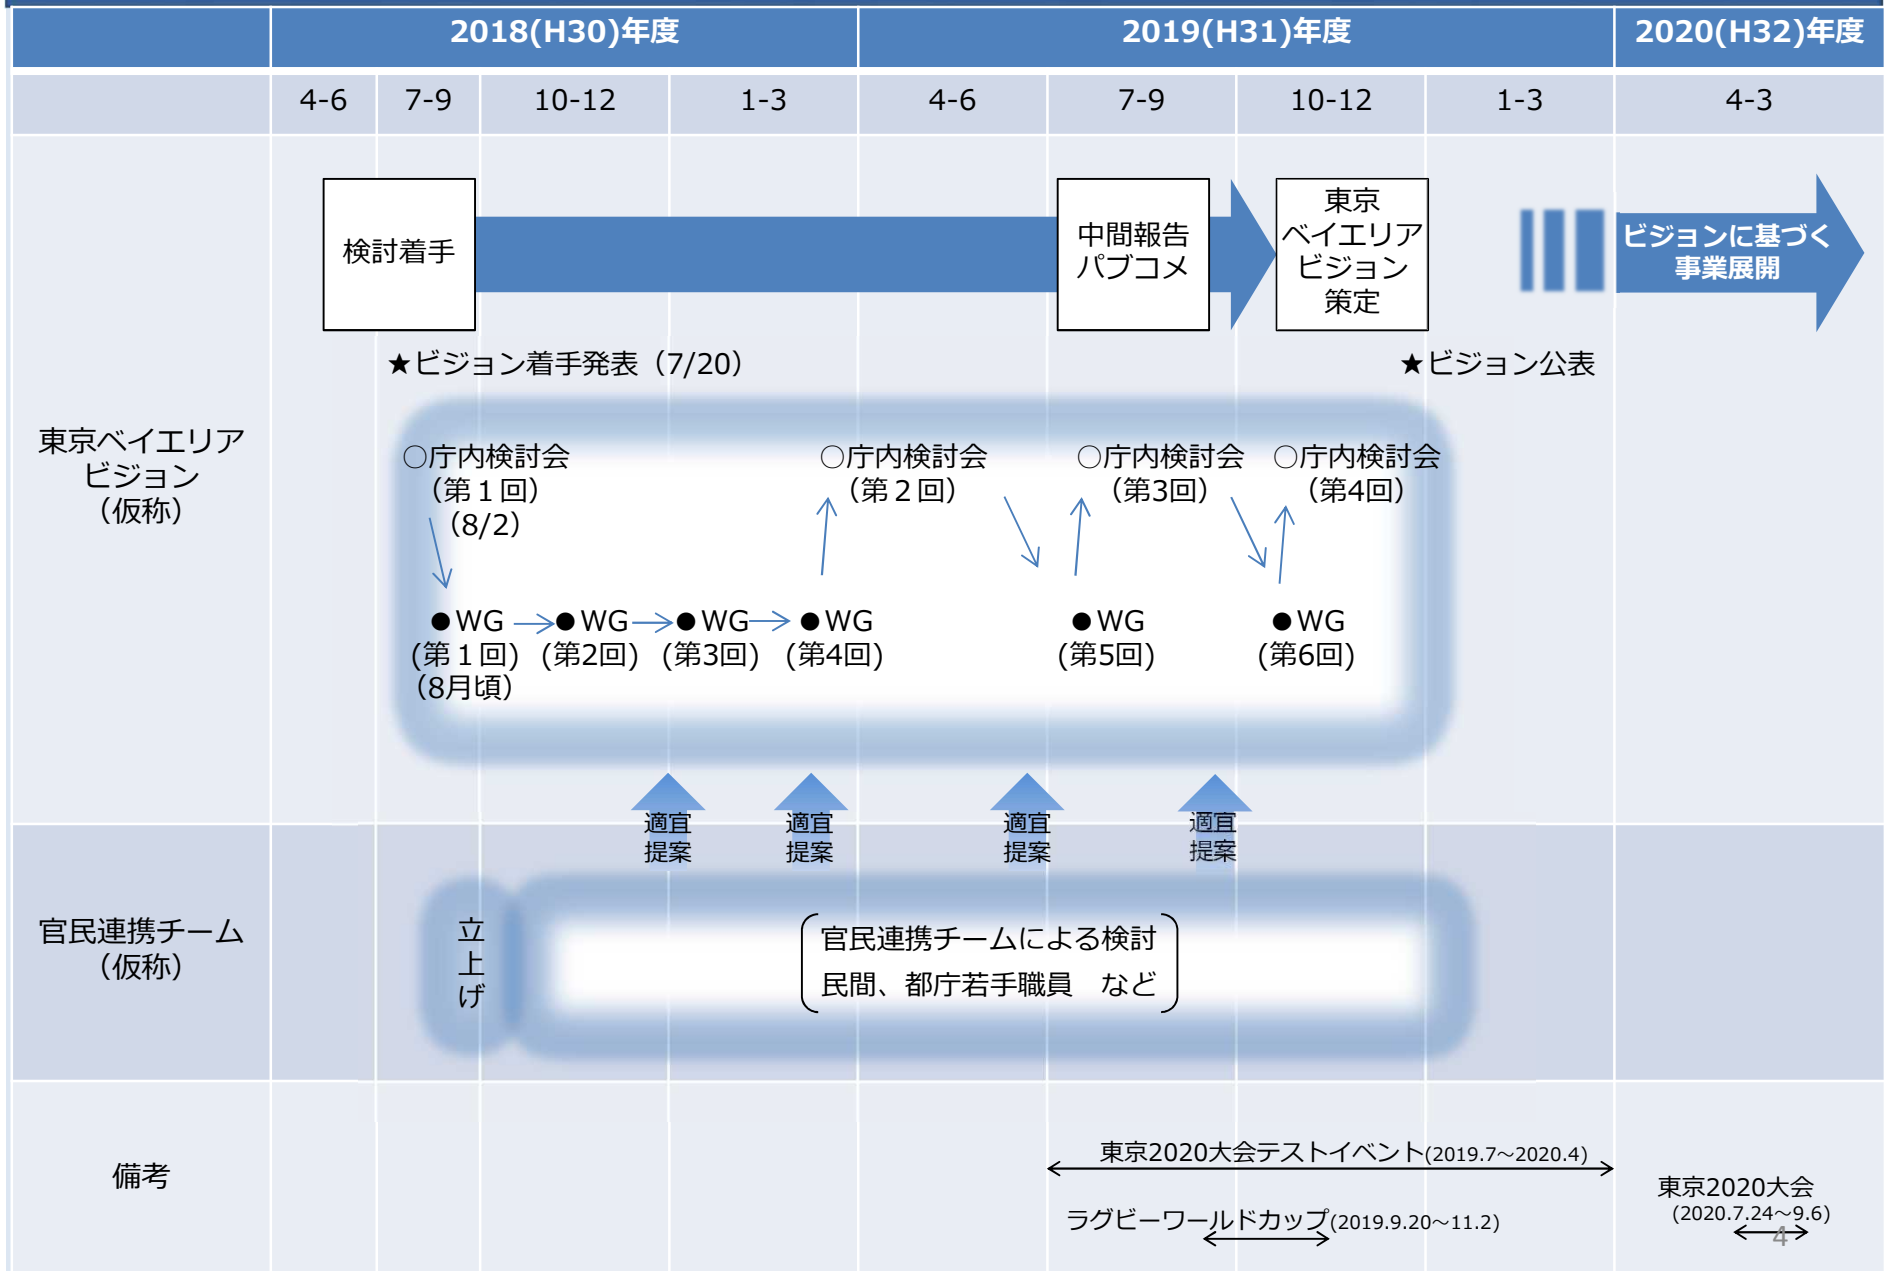 2018(H30)年度
2019(H31)年度
2020(H32)年度
4-6
7-9
10-12
1-3
4-6
7-9
10-12
1-3
4-3
東京ベイエリア
ビジョン
（仮称）
検討着手
中間報告
パブコメ
東京
ベイエリア
ビジョン
策定
ビジョンに基づく
事業展開
★ビジョン着手発表（7/20）
★ビジョン公表
○庁内検討会
（第１回）
（8/2）
○庁内検討会
（第２回）
○庁内検討会
（第3回）
○庁内検討会
（第4回）
●WG
(第１回)
（8月頃）
●WG
(第2回)
●WG
(第3回)
●WG
(第4回)
●WG
(第5回)
●WG
(第6回)
適宜
提案
適宜
提案
適宜
提案
適宜
提案
官民連携チーム
（仮称）
立上げ
官民連携チームによる検討
民間、都庁若手職員　など
備考
東京2020大会テストイベント(2019.7～2020.4)
ラグビーワールドカップ(2019.9.20～11.2)
東京2020大会
(2020.7.24～9.6)
4